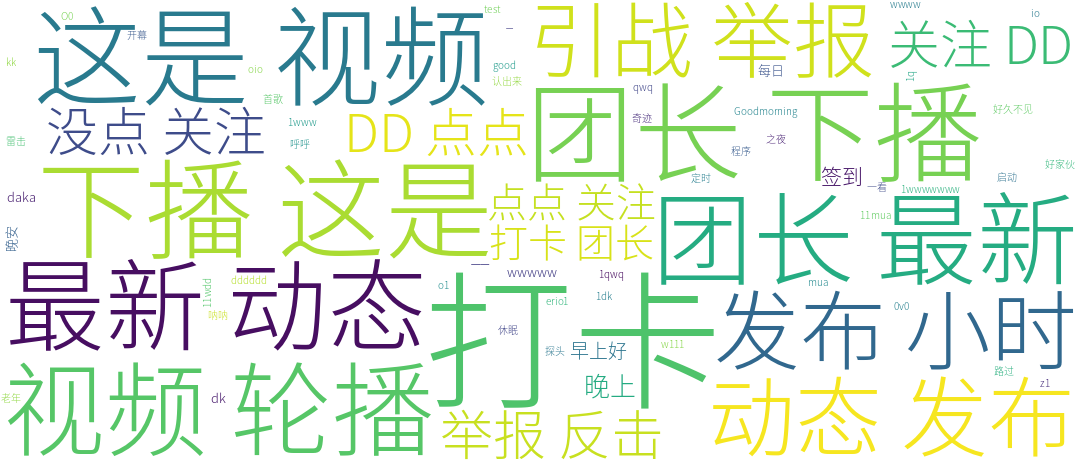 这是 视频
引战 举报
关注 DD
没点 关注
DD 点点
团长 下播
下播 这是
点点 关注
打卡 团长
团长 最新
最新 动态
打卡
发布 小时
视频 轮播
举报 反击
动态 发布
O0
开幕
test
一
wwww
io
kk
oio
good
认出来
每日
1q
首歌
qwq
奇迹
Goodmorning
之夜
好久不见
雷击
1www
呼呼
程序
好家伙
daka
定时
签到
一看
启动
1wwwwwww
晚安
11mua
——
wwwww
1qwq
mua
11wdd
dddddd
呐呐
o1
erio1
1dk
0v0
休眠
探头
早上好
w111
晚上
路过
z1
老年
dk